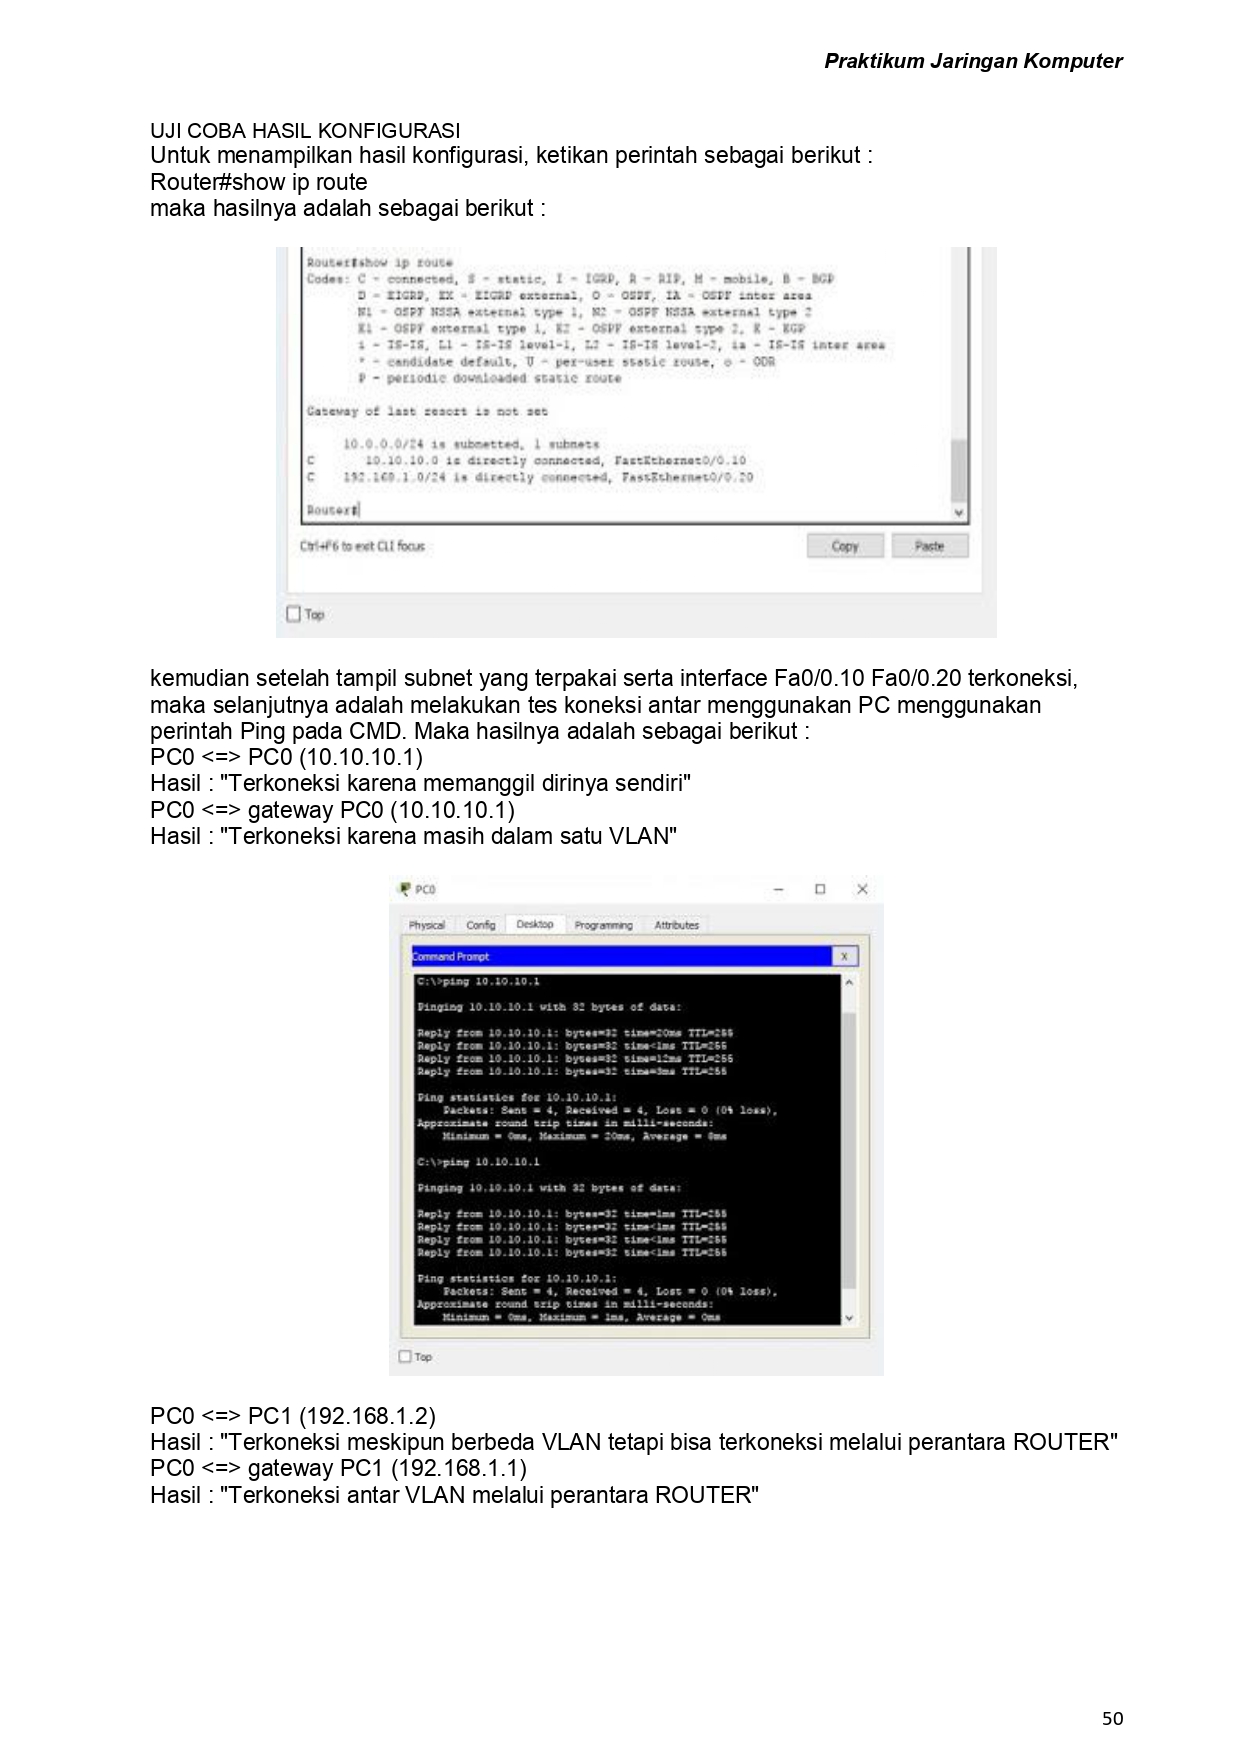 Praktikum Jaringan Komputer
UJI COBA HASIL KONFIGURASI
Untuk menampilkan hasil konfigurasi, ketikan perintah sebagai berikut :
Router#show ip route
maka hasilnya adalah sebagai berikut :
Router#show ip route
Codes: C - connected, S - static, I - IGRP, R - RIP, M - mobile, B - BGP
D - EIGRP, EX - EIGRP external, O - OSPF, IA - OSPF inter area
N1 - OSPF NSSA external type 1, N2 - OSPF NSSA external type 2
E1 - OSPF external type 1, E2 - OSPF external type 2, E - EGP
i - IS-IS, L1 - IS-IS level-1, L2 - IS-IS level-2, ia - IS-IS inter area
* - candidate default, U - per-user static route, o - ODR
P - periodic downloaded static route
Gateway of last resort is not set
10.0.0.0/24 is subnetted, 1 subnets
C 10.10.10.0 is directly connected, FastEthernet0/0.10
C 192.168.1.0/24 is directly connected, FastEthernet0/0.20
Router#
Ctrl+F6 to exit CLI focus
Copy
Paste
Top
kemudian setelah tampil subnet yang terpakai serta interface Fa0/0.10 Fa0/0.20 terkoneksi,
maka selanjutnya adalah melakukan tes koneksi antar menggunakan PC menggunakan
perintah Ping pada CMD. Maka hasilnya adalah sebagai berikut :
PC0 <=> PC0 (10.10.10.1)
Hasil : "Terkoneksi karena memanggil dirinya sendiri"
PC0 <=> gateway PC0 (10.10.10.1)
Hasil : "Terkoneksi karena masih dalam satu VLAN"
PC0
Physical Config Desktop Programming Attributes
Command Prompt X
C:\>ping 10.10.10.1
Pinging 10.10.10.1 with 32 bytes of data:
Reply from 10.10.10.1: bytes=32 time=20ms TTL=255
Reply from 10.10.10.1: bytes=32 time<1ms TTL=255
Reply from 10.10.10.1: bytes=32 time=12ms TTL=255
Reply from 10.10.10.1: bytes=32 time=3ms TTL=255
Ping statistics for 10.10.10.1:
Packets: Sent = 4, Received = 4, Lost = 0 (0% loss),
Approximate round trip times in milli-seconds:
Minimum = 0ms, Maximum = 20ms, Average = 8ms
C:\>ping 10.10.10.1
Pinging 10.10.10.1 with 32 bytes of data:
Reply from 10.10.10.1: bytes=32 time=1ms TTL=255
Reply from 10.10.10.1: bytes=32 time<1ms TTL=255
Reply from 10.10.10.1: bytes=32 time<1ms TTL=255
Reply from 10.10.10.1: bytes=32 time<1ms TTL=255
Ping statistics for 10.10.10.1:
Packets: Sent = 4, Received = 4, Lost = 0 (0% loss),
Approximate round trip times in milli-seconds:
Minimum = 0ms, Maximum = 1ms, Average = 0ms
Top
PC0 <=> PC1 (192.168.1.2)
Hasil : "Terkoneksi meskipun berbeda VLAN tetapi bisa terkoneksi melalui perantara ROUTER"
PC0 <=> gateway PC1 (192.168.1.1)
Hasil : "Terkoneksi antar VLAN melalui perantara ROUTER"
50